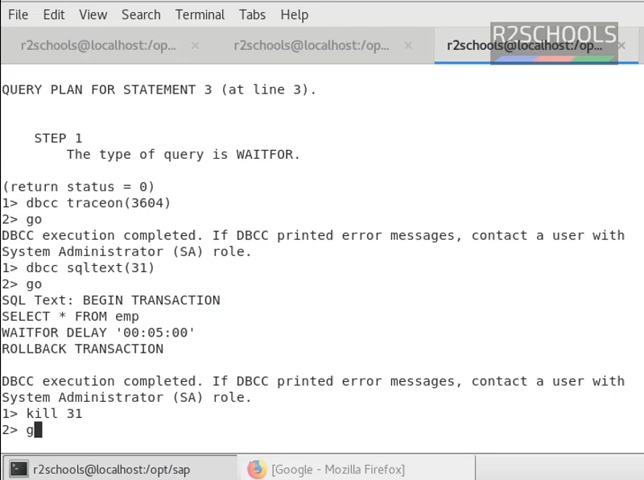 File Edit View Search Terminal Tabs Help
R2SCHOOLS
r2schools@localhost:/op... × r2schools@localhost:/op... × r2schools@localhost:/op... ×
QUERY PLAN FOR STATEMENT 3 (at line 3).
STEP 1
The type of query is WAITFOR.
(return status = 0)
1> dbcc traceon(3604)
2> go
DBCC execution completed. If DBCC printed error messages, contact a user with
System Administrator (SA) role.
1> dbcc sqltext(31)
2> go
SQL Text: BEGIN TRANSACTION
SELECT * FROM emp
WAITFOR DELAY '00:05:00'
ROLLBACK TRANSACTION
DBCC execution completed. If DBCC printed error messages, contact a user with
System Administrator (SA) role.
1> kill 31
2> g
r2schools@localhost:/opt/sap [Google - Mozilla Firefox]